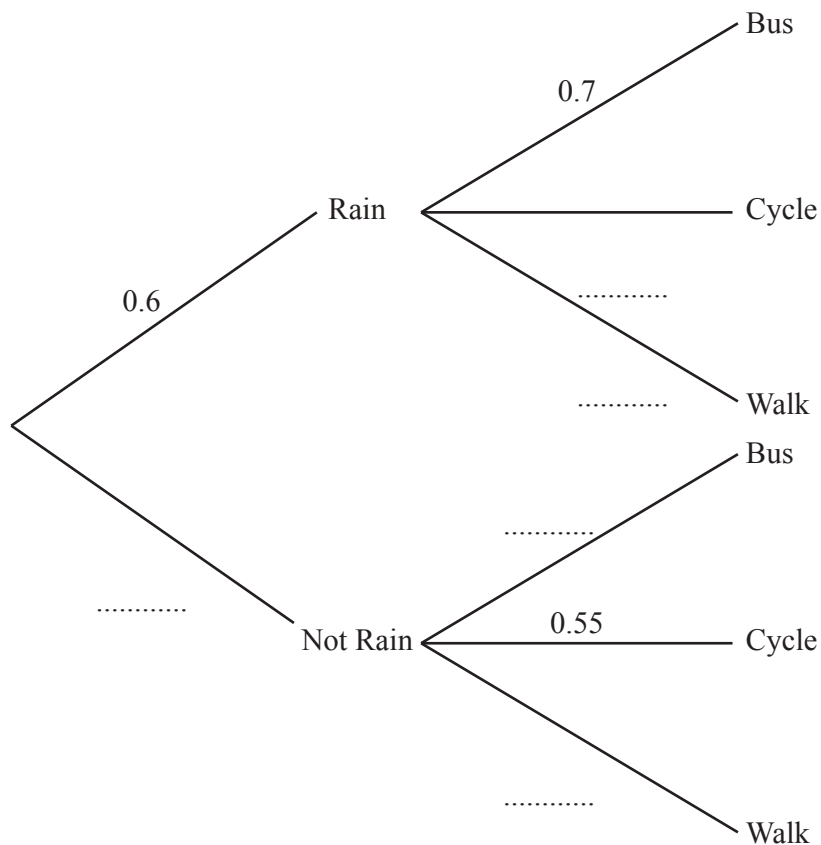 Bus
0.7
Rain
Cycle
0.6
............
............
Walk
Bus
............
............
0.55
Not Rain
Cycle
............
Walk